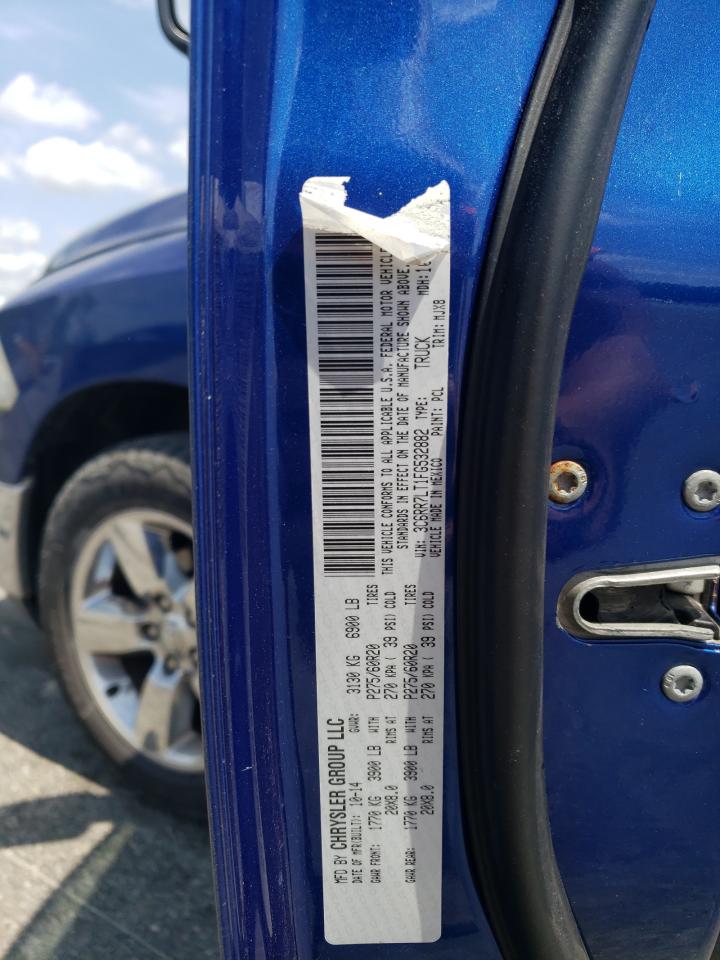 MFD BY CHRYSLER GROUP LLC
DATE OF MFR(BUILT): 10-14 GVWR: 3130 KG 6900 LB
GAWR FRONT: 1770 KG 3900 LB WITH P275/60R20 TIRES
20X8.0 RIMS AT 270 KPA ( 39 PSI) COLD
GAWR REAR: 1770 KG 3900 LB WITH P275/60R20 TIRES
20X8.0 RIMS AT 270 KPA ( 39 PSI) COLD
THIS VEHICLE CONFORMS TO ALL APPLICABLE U.S.A. FEDERAL MOTOR VEHICLE
STANDARDS IN EFFECT ON THE DATE OF MANUFACTURE SHOWN ABOVE.
VIN: 3C6RR7LT1FG532882 TYPE: TRUCK MDH:
VEHICLE MADE IN MEXICO PAINT: PCL TRIM: MJX8